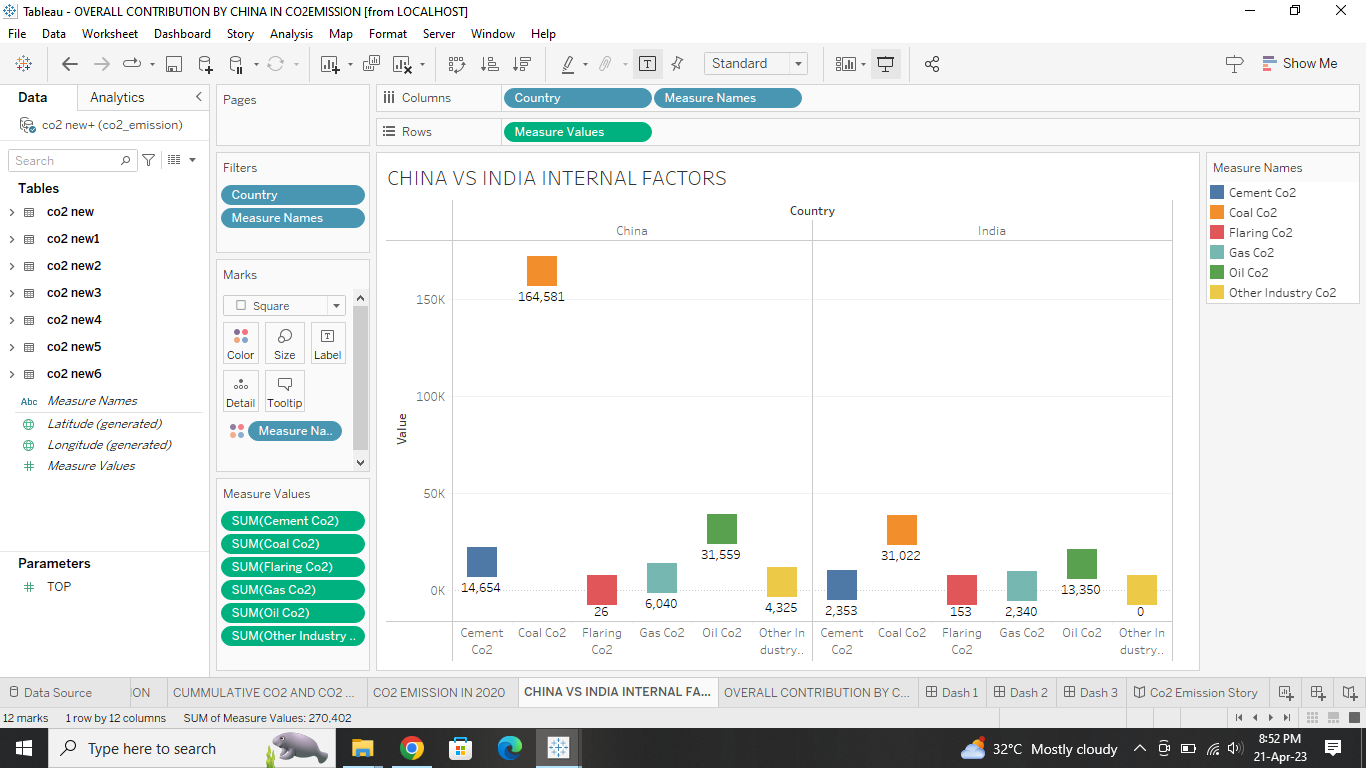 Tableau - OVERALL CONTRIBUTION BY CHINA IN CO2EMISSION [from LOCALHOST]
File Data Worksheet Dashboard Story Analysis Map Format Server Window Help
Standard
Show Me
Data Analytics
co2 new+ (co2_emission)
Search
Tables
co2 new
co2 new1
co2 new2
co2 new3
co2 new4
co2 new5
co2 new6
Abc Measure Names
Latitude (generated)
Longitude (generated)
# Measure Values
Parameters
# TOP
Pages
Filters
Country
Measure Names
Marks
Square
Color Size Label
Detail Tooltip
Measure Na..
Measure Values
SUM(Cement Co2)
SUM(Coal Co2)
SUM(Flaring Co2)
SUM(Gas Co2)
SUM(Oil Co2)
SUM(Other Industry ..
Columns Country Measure Names
Rows Measure Values
CHINA VS INDIA INTERNAL FACTORS
Country
China India
Value
150K
100K
50K
0K
164,581
14,654
26
6,040
31,559
4,325
2,353
31,022
153
2,340
13,350
0
Cement Co2 Coal Co2 Flaring Co2 Gas Co2 Oil Co2 Other In dustry.. Cement Co2 Coal Co2 Flaring Co2 Gas Co2 Oil Co2 Other In dustry..
Measure Names
Cement Co2
Coal Co2
Flaring Co2
Gas Co2
Oil Co2
Other Industry Co2
Data Source ION CUMMULATIVE CO2 AND CO2 ... CO2 EMISSION IN 2020 CHINA VS INDIA INTERNAL FA... OVERALL CONTRIBUTION BY C... Dash 1 Dash 2 Dash 3 Co2 Emission Story
12 marks 1 row by 12 columns SUM of Measure Values: 270,402
Type here to search
32°C Mostly cloudy
8:52 PM
21-Apr-23